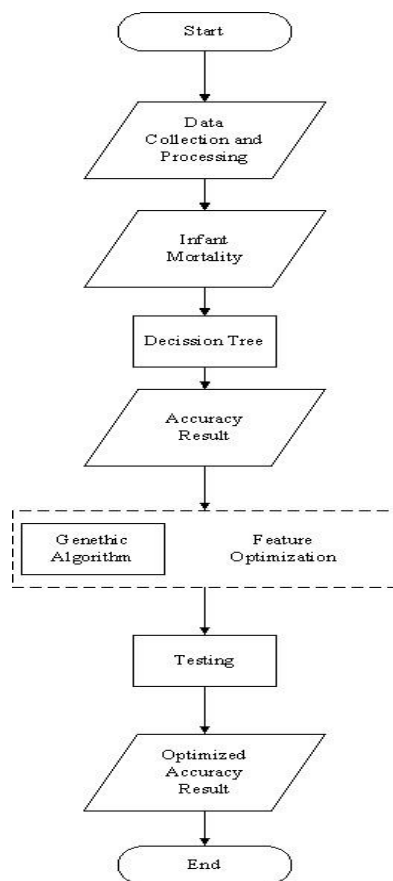 Start
Data
Collection and
Processing
Infant
Mortality
Decission Tree
Accuracy
Result
Genethic
Algorithm
Feature
Optimization
Testing
Optimized
Accuracy
Result
End